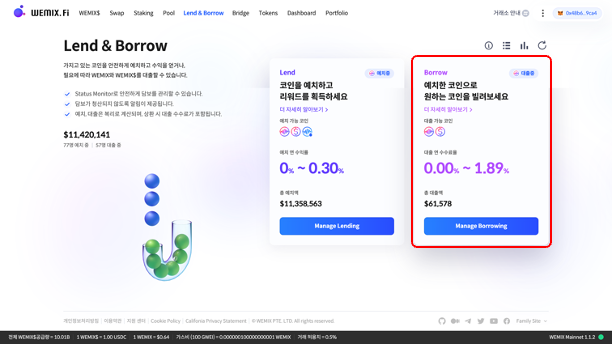 WEMIX.Fi
WEMIX$ Swap Staking Pool Lend & Borrow Bridge Tokens Dashboard Portfolio
거래소 안내
0x48b6...9ca4
Lend & Borrow
가지고 있는 코인을 안전하게 예치하고 수익을 얻거나,
필요에 따라 WEMIX와 WEMIX$를 대출할 수 있습니다.
Status Monitor로 안전하게 담보를 관리할 수 있습니다.
담보가 청산되지 않도록 알림이 제공됩니다.
예치, 대출은 복리로 계산되며, 상환 시 대출 수수료가 포함됩니다.
$11,420,141
77명 예치 중 | 57명 대출 중
Lend
예치중
코인을 예치하고
리워드를 획득하세요
더 자세히 알아보기 >
예치 가능 코인
예치 연 수익률
0% ~ 0.30%
총 예치액
$11,358,563
Manage Lending
Borrow
대출중
예치한 코인으로
원하는 코인을 빌려보세요
더 자세히 알아보기 >
대출 가능 코인
대출 연 수수료율
0.00% ~ 1.89%
총 대출액
$61,578
Manage Borrowing
개인정보처리방침 | 이용약관 | 지원 센터 | Cookie Policy | California Privacy Statement | © WEMIX PTE. LTD. All rights reserved.
Family Site
전체 WEMIX$공급량 = 10.01B 1 WEMIX$ = 1.00 USDC 1 WEMIX = $0.64 가스비 (100 GWEI) = 0.00000010000000001 WEMIX 거래 허용치 = 0.5%
WEMIX Mainnet 1.1.2